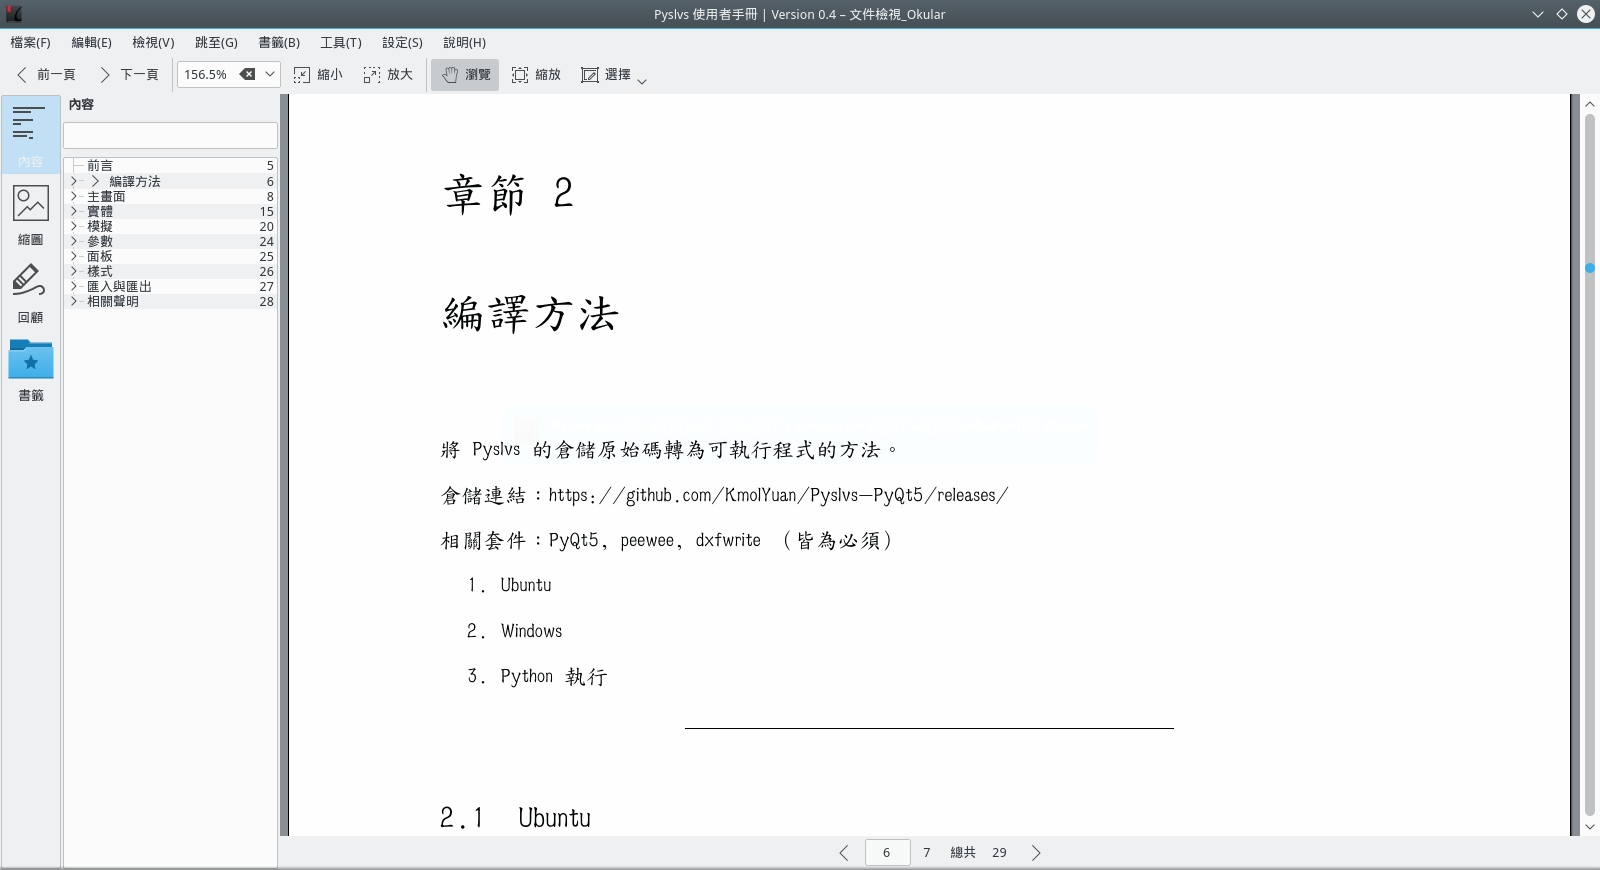 Pyslvs 使用者手冊 | Version 0.4 – 文件檢視_Okular
檔案(F) 編輯(E) 檢視(V) 跳至(G) 書籤(B) 工具(T) 設定(S) 說明(H)
前一頁 下一頁 156.5% 縮小 放大 瀏覽 縮放 選擇
內容
縮圖
回顧
書籤
內容
前言 5
編譯方法 6
主畫面 8
實體 15
模擬 20
參數 24
面板 25
樣式 26
匯入與匯出 27
相關聲明 28
章節 2
編譯方法
將 Pyslvs 的倉儲原始碼轉為可執行程式的方法。
倉儲連結：https://github.com/KmolYuan/Pyslvs-PyQt5/releases/
相關套件：PyQt5, peewee, dxfwrite （皆為必須）
1. Ubuntu
2. Windows
3. Python 執行
2.1 Ubuntu
6 7 總共 29